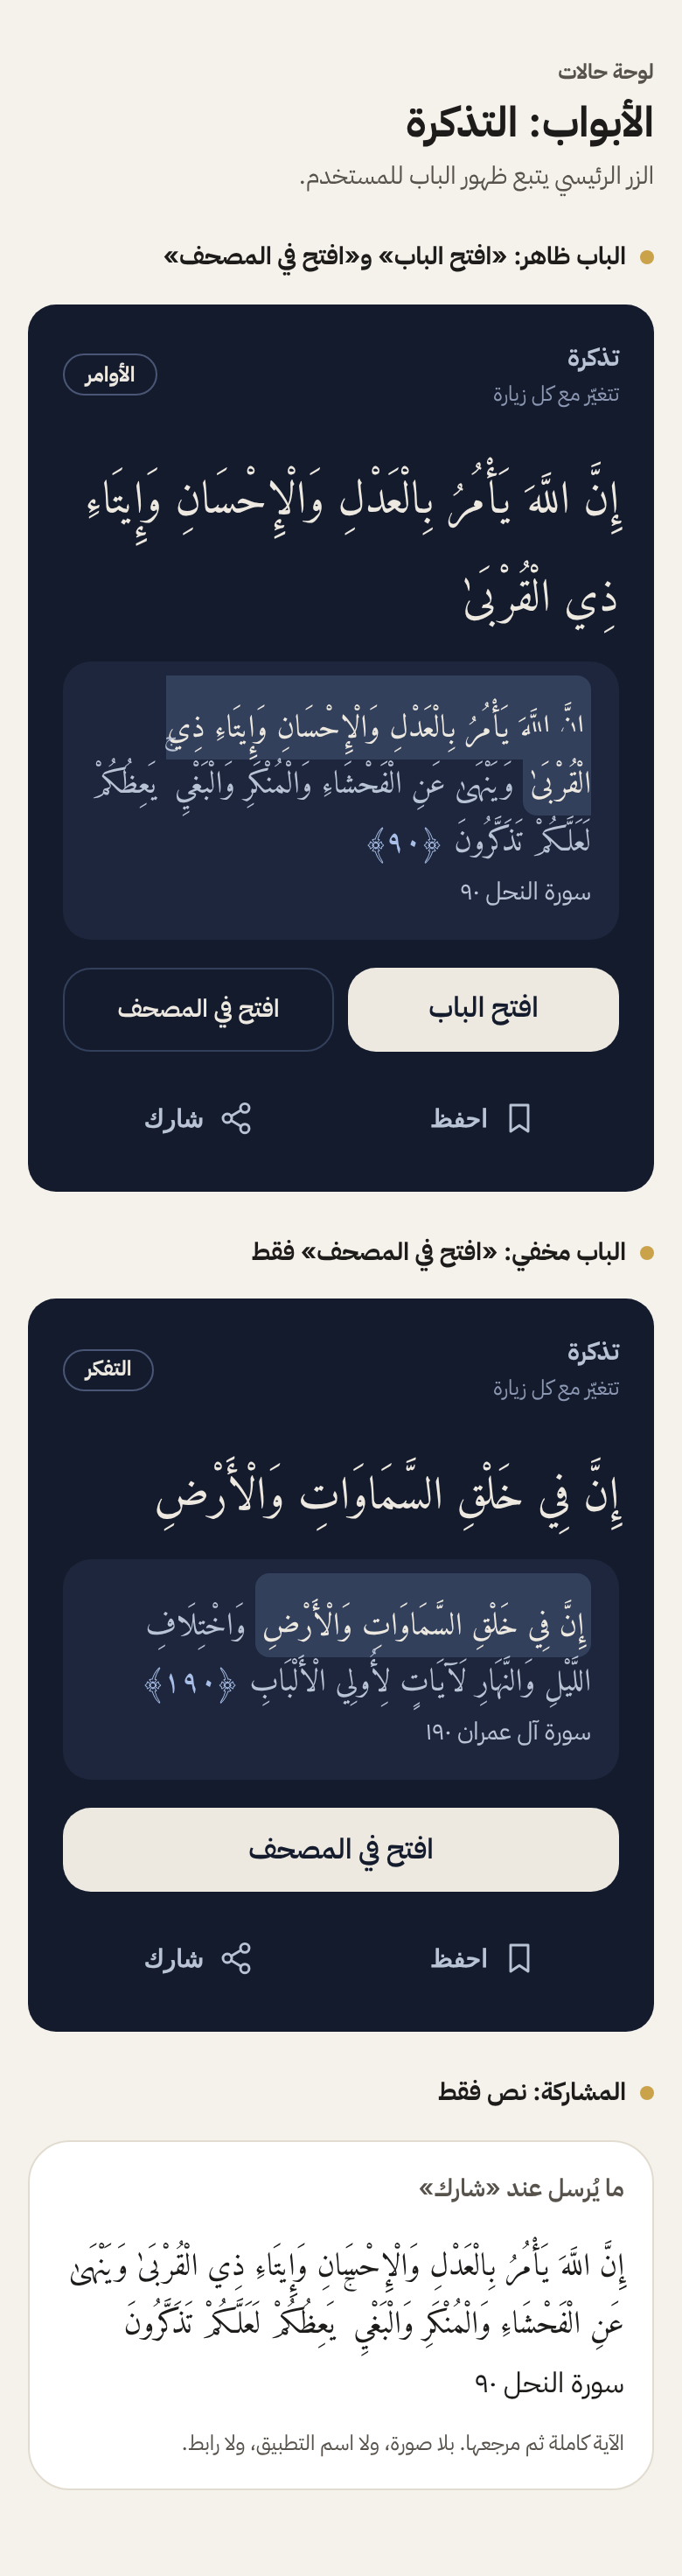 لوحة حالات
الأبواب: التذكرة
الزر الرئيسي يتبع ظهور الباب للمستخدم.
الباب ظاهر: «افتح الباب» و«افتح في المصحف»
تذكرة
الأوامر
تتغيّر مع كل زيارة
إِنَّ اللَّهَ يَأْمُرُ بِالْعَدْلِ وَالْإِحْسَانِ وَإِيتَاءِ
ذِي الْقُرْبَىٰ
إِنَّ اللَّهَ يَأْمُرُ بِالْعَدْلِ وَالْإِحْسَانِ وَإِيتَاءِ ذِي
الْقُرْبَىٰ وَيَنْهَىٰ عَنِ الْفَحْشَاءِ وَالْمُنْكَرِ وَالْبَغْيِ ۚ يَعِظُكُمْ
لَعَلَّكُمْ تَذَكَّرُونَ ﴿٩٠﴾
سورة النحل ٩٠
افتح الباب
افتح في المصحف
احفظ
شارك
الباب مخفي: «افتح في المصحف» فقط
تذكرة
التفكر
تتغيّر مع كل زيارة
إِنَّ فِي خَلْقِ السَّمَاوَاتِ وَالْأَرْضِ
إِنَّ فِي خَلْقِ السَّمَاوَاتِ وَالْأَرْضِ وَاخْتِلَافِ
اللَّيْلِ وَالنَّهَارِ لَآيَاتٍ لِأُولِي الْأَلْبَابِ ﴿١٩٠﴾
سورة آل عمران ١٩٠
افتح في المصحف
احفظ
شارك
المشاركة: نص فقط
ما يُرسل عند «شارك»
إِنَّ اللَّهَ يَأْمُرُ بِالْعَدْلِ وَالْإِحْسَانِ وَإِيتَاءِ ذِي الْقُرْبَىٰ وَيَنْهَىٰ
عَنِ الْفَحْشَاءِ وَالْمُنْكَرِ وَالْبَغْيِ ۚ يَعِظُكُمْ لَعَلَّكُمْ تَذَكَّرُونَ
سورة النحل ٩٠
الآية كاملة ثم مرجعها. بلا صورة، ولا اسم التطبيق، ولا رابط.